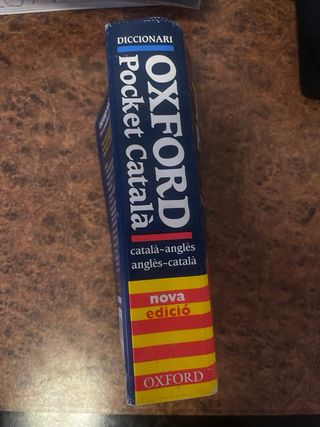 DICCIONARI
OXFORD
Pocket Català
català~anglès
anglès~català
nova
edició
OXFORD